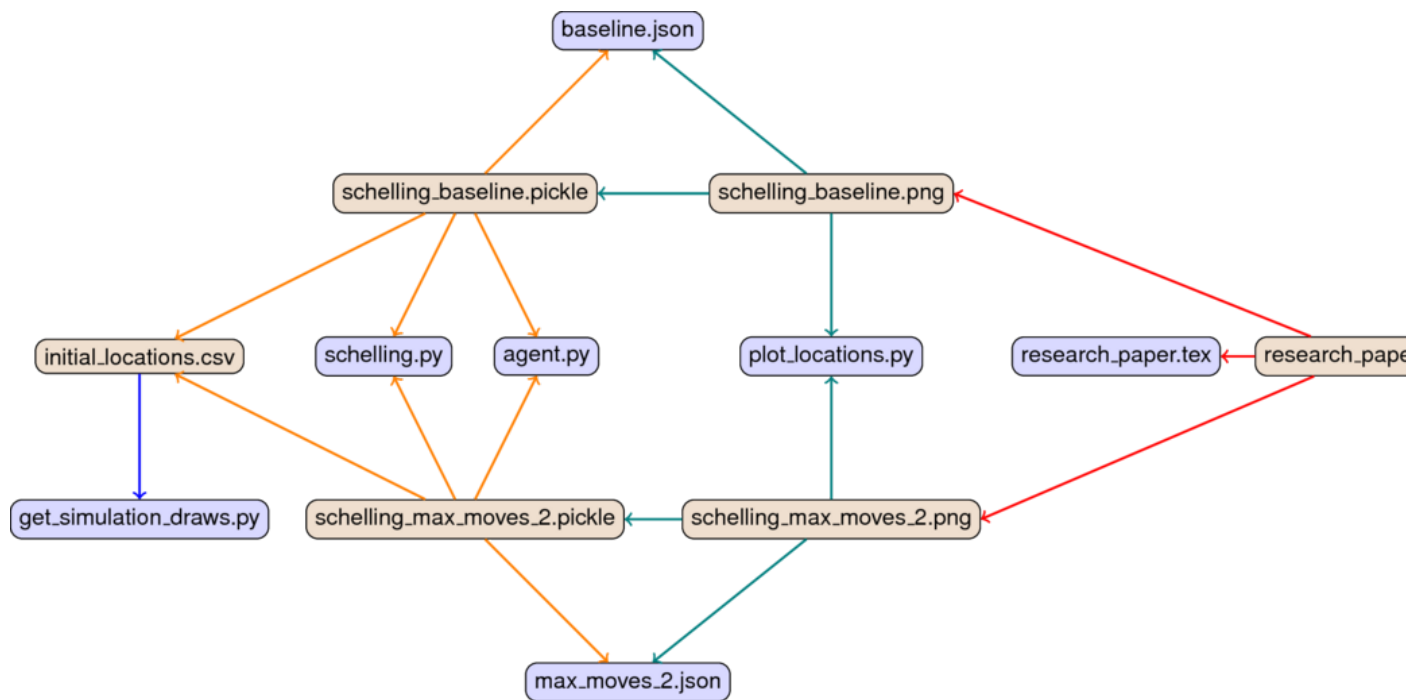 baseline.json
schelling_baseline.pickle
schelling_baseline.png
initial_locations.csv
schelling.py
agent.py
plot_locations.py
research_paper.tex
research_pape
get_simulation_draws.py
schelling_max_moves_2.pickle
schelling_max_moves_2.png
max_moves_2.json